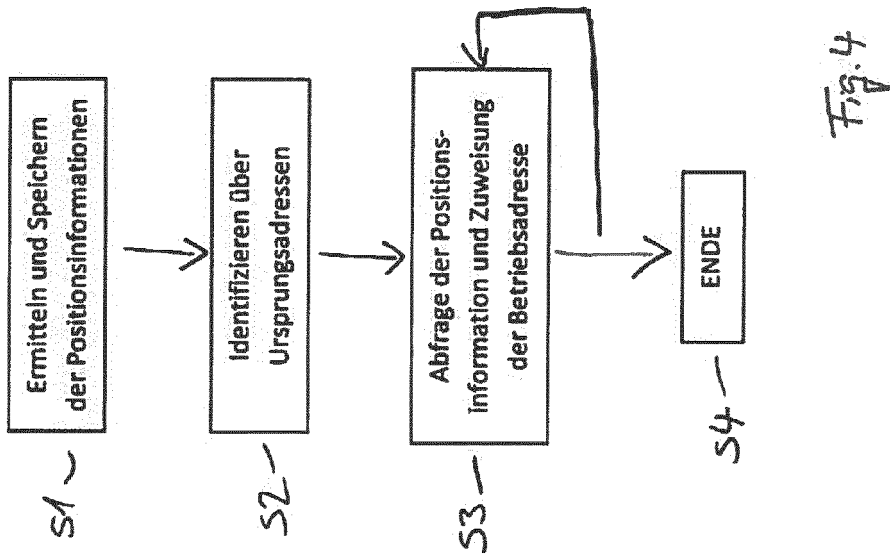 Ermitteln und Speichern
der Positionsinformationen
S1
Identifizieren über
Ursprungsadressen
S2
Abfrage der Positions-
information und Zuweisung
der Betriebsadresse
S3
ENDE
S4
Fig. 4